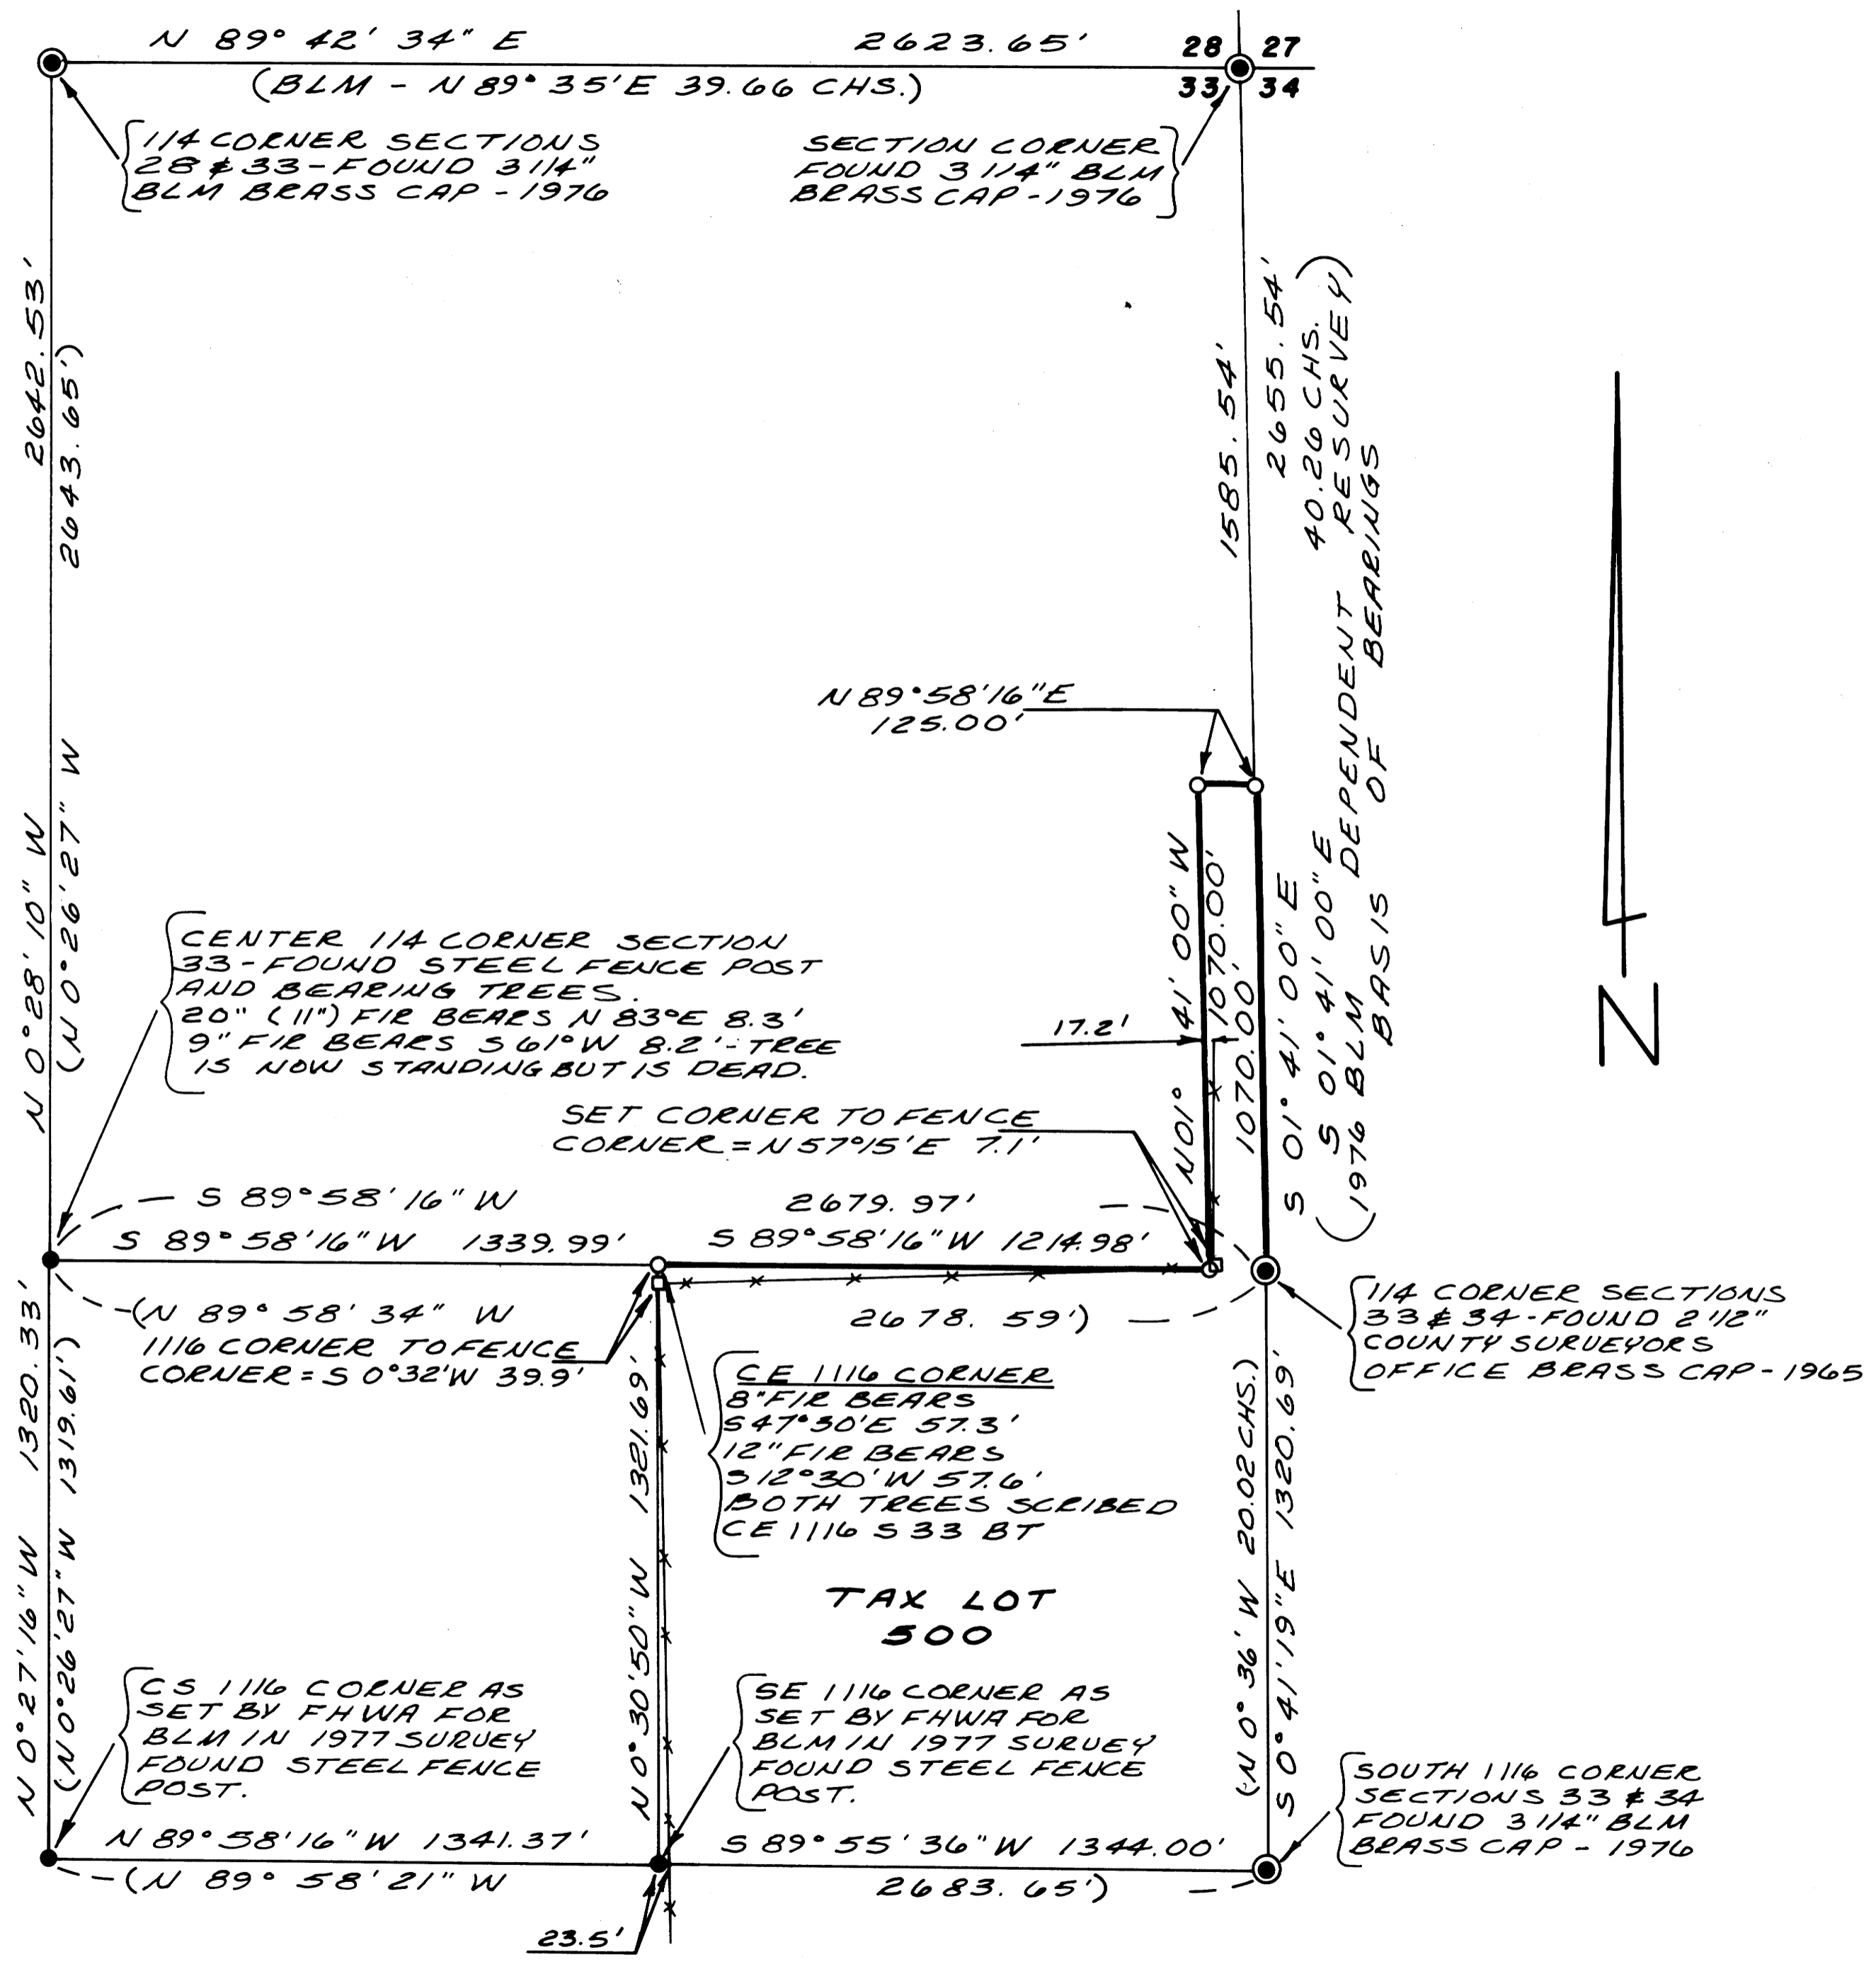 N 89° 42' 34" E 2623.65'
(BLM - N 89° 35' E 39.66 CHS.)
28 27
33 34
1/4 CORNER SECTIONS
28 & 33 - FOUND 3 1/4"
BLM BRASS CAP - 1976
SECTION CORNER
FOUND 3 1/4" BLM
BRASS CAP - 1976
N 0° 28' 10" W 2642.53'
(N 0° 26' 27" W 2643.65')
1585.54'
S 01° 41' 00" E 2655.54'
S 01° 41' 00" E 40.26 CHS.
(1976 BLM DEPENDENT RESURVEY)
BASIS OF BEARINGS
N 89° 58' 16" E
125.00'
N 01° 41' 00" W
1070.00'
1070.00'
17.2'
N
CENTER 1/4 CORNER SECTION
33 - FOUND STEEL FENCE POST
AND BEARING TREES.
20" (11") FIR BEARS N 83° E 8.3'
9" FIR BEARS S 61° W 8.2' - TREE
IS NOW STANDING BUT IS DEAD.
SET CORNER TO FENCE
CORNER = N 57° 15' E 7.1'
S 89° 58' 16" W 2679.97'
S 89° 58' 16" W 1339.99'
S 89° 58' 16" W 1214.98'
(N 89° 58' 34" W 2678.59')
1/16 CORNER TO FENCE
CORNER = S 0° 32' W 39.9'
1/4 CORNER SECTIONS
33 & 34 - FOUND 2 1/2"
COUNTY SURVEYORS
OFFICE BRASS CAP - 1965
CE 1/16 CORNER
8" FIR BEARS
S 47° 30' E 57.3'
12" FIR BEARS
S 12° 30' W 57.6'
BOTH TREES SCRIBED
CE 1/16 S 33 BT
N 0° 27' 16" W 1320.33'
(N 0° 26' 27" W 1319.61')
N 0° 30' 50" W 1321.69'
(N 0° 36' W 20.02 CHS.)
S 0° 41' 19" E 1320.69'
TAX LOT
500
CS 1/16 CORNER AS
SET BY FHWA FOR
BLM IN 1977 SURVEY
FOUND STEEL FENCE
POST.
SE 1/16 CORNER AS
SET BY FHWA FOR
BLM IN 1977 SURVEY
FOUND STEEL FENCE
POST.
SOUTH 1/16 CORNER
SECTIONS 33 & 34
FOUND 3 1/4" BLM
BRASS CAP - 1976
N 89° 58' 16" W 1341.37'
S 89° 55' 36" W 1344.00'
(N 89° 58' 21" W 2683.65')
23.5'